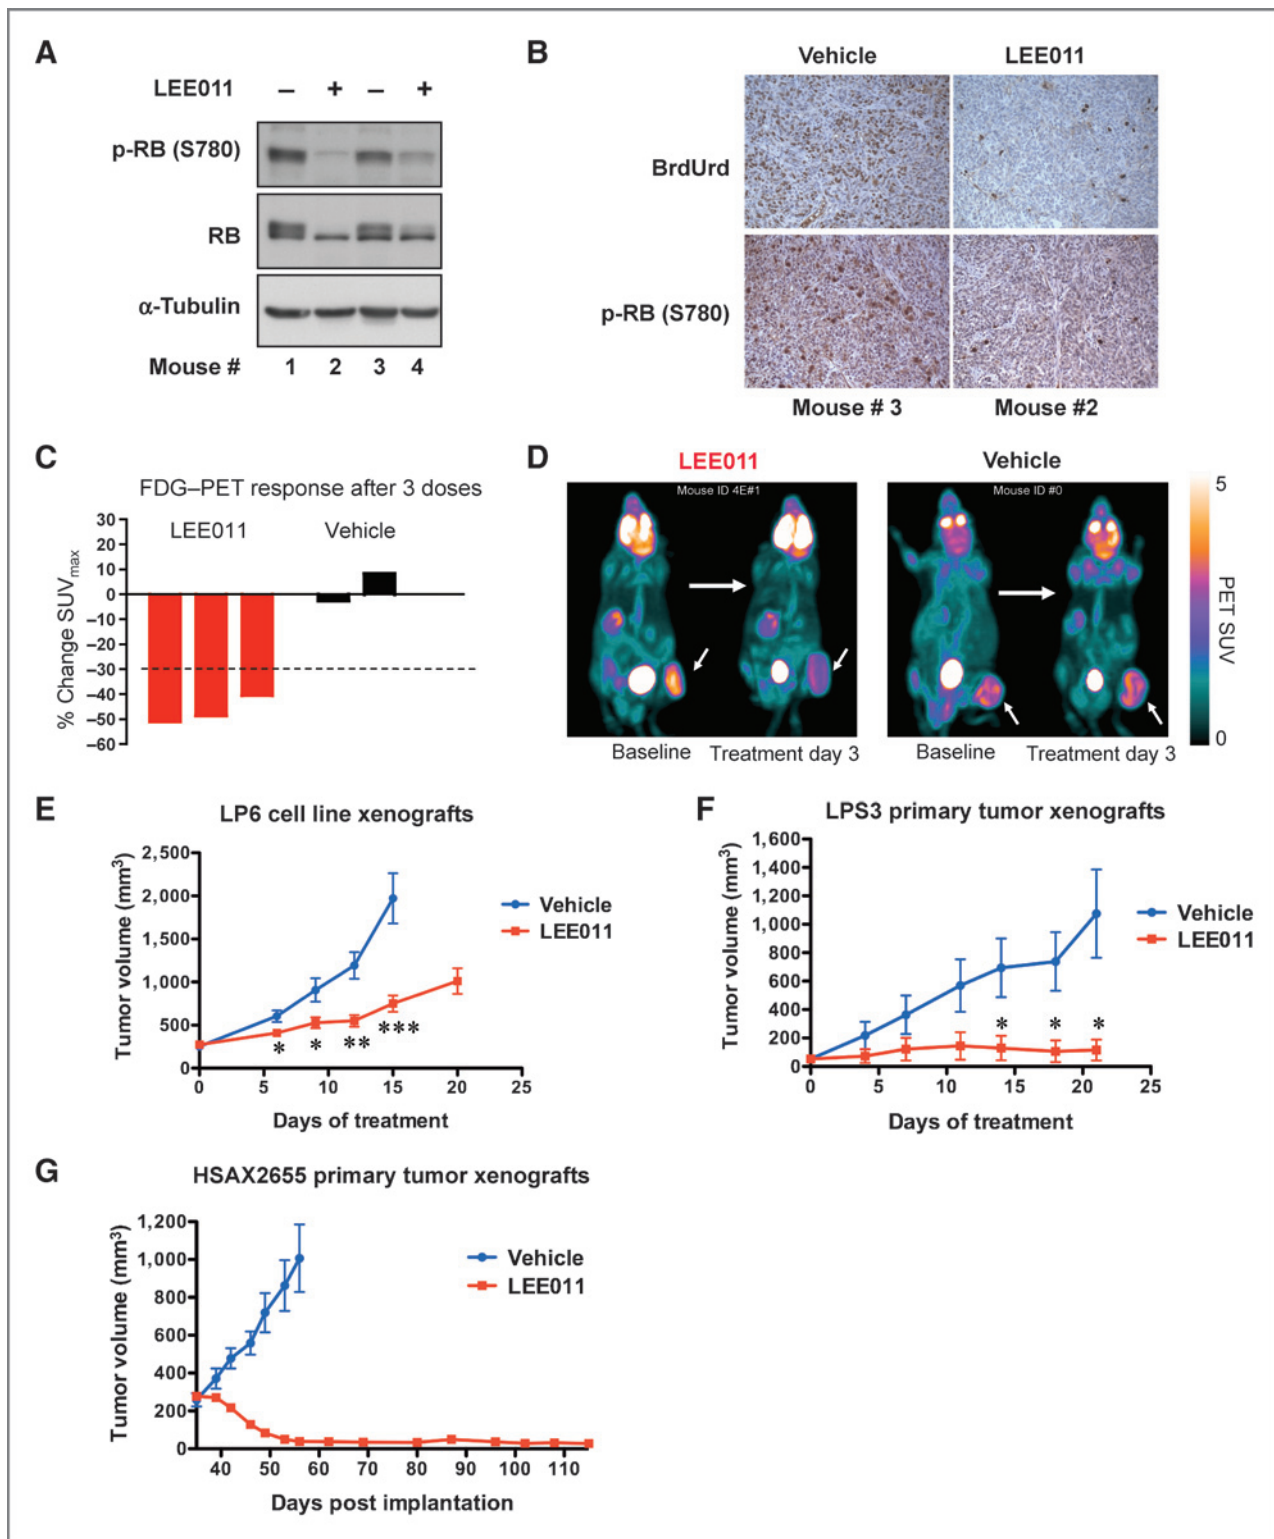 A
LEE011 – + – +
p-RB (S780)
RB
α-Tubulin
Mouse # 1 2 3 4
B
Vehicle LEE011
BrdUrd
p-RB (S780)
Mouse # 3 Mouse #2
C
FDG–PET response after 3 doses
LEE011 Vehicle
% Change SUVmax
30
20
10
0
–10
–20
–30
–40
–50
–60
D
LEE011 Vehicle
Mouse ID 4E#1 Mouse ID #0
Baseline Treatment day 3 Baseline Treatment day 3
5
PET SUV
0
E
LP6 cell line xenografts
Tumor volume (mm3)
2,500
2,000
1,500
1,000
500
0
Vehicle
LEE011
* * ** ***
0 5 10 15 20 25
Days of treatment
F
LPS3 primary tumor xenografts
Tumor volume (mm3)
1,600
1,400
1,200
1,000
800
600
400
200
0
Vehicle
LEE011
* * *
0 5 10 15 20 25
Days of treatment
G
HSAX2655 primary tumor xenografts
Tumor volume (mm3)
1,200
1,000
800
600
400
200
0
Vehicle
LEE011
40 50 60 70 80 90 100 110
Days post implantation